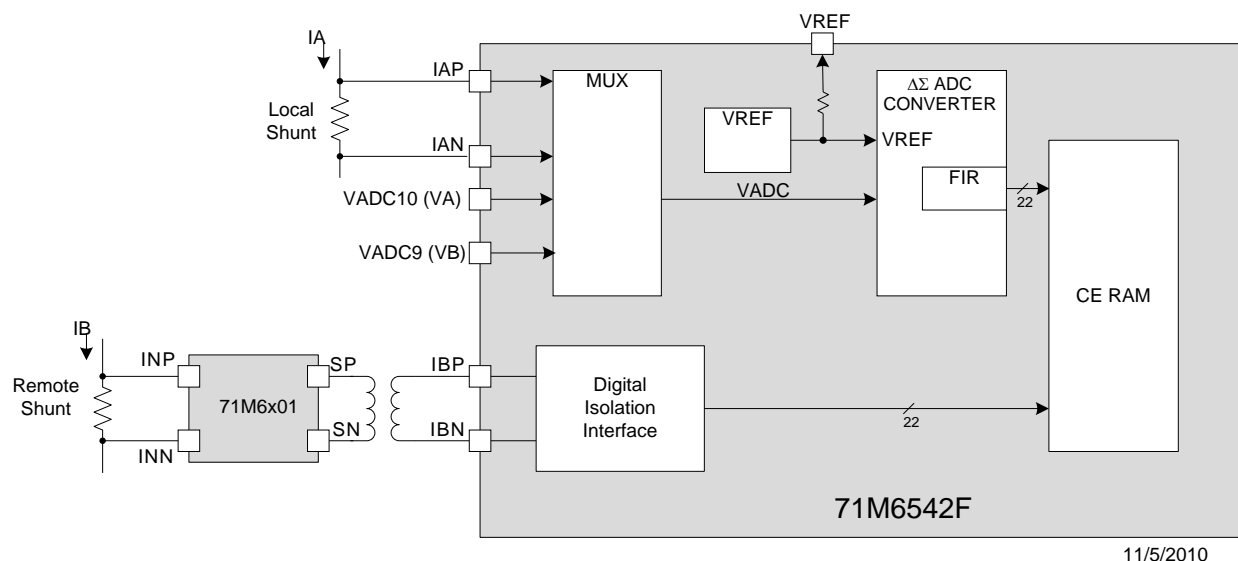 VREF
IA
IAP
MUX
ΔΣ ADC
CONVERTER
Local
Shunt
VREF
VREF
IAN
FIR
VADC10 (VA)
VADC
22
VADC9 (VB)
CE RAM
IB
INP
SP
IBP
Remote
Shunt
71M6x01
Digital
Isolation
Interface
22
INN
SN
IBN
71M6542F
11/5/2010